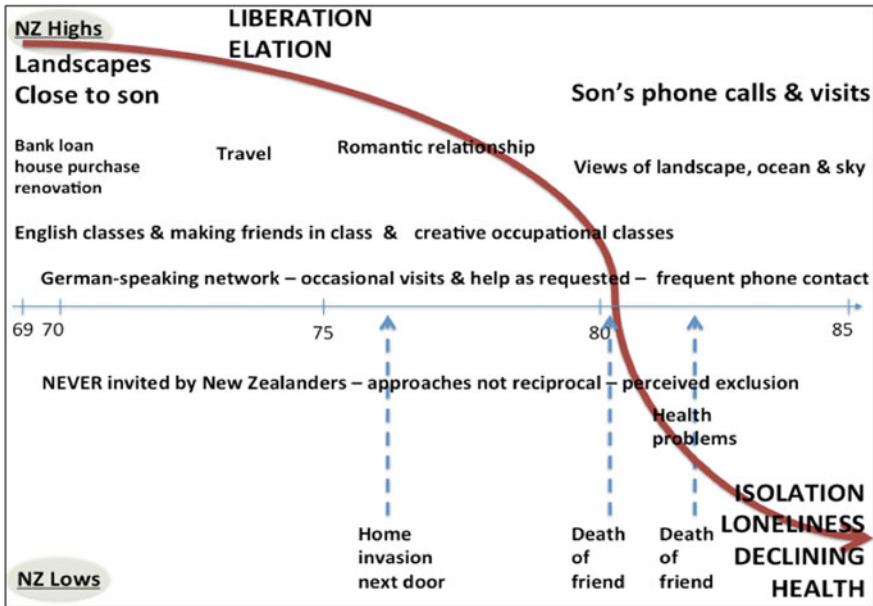 NZ Highs
LIBERATION
ELATION
Landscapes
Close to son
Son's phone calls & visits
Bank loan
house purchase
renovation
Travel
Romantic relationship
Views of landscape, ocean & sky
English classes & making friends in class & creative occupational classes
German-speaking network – occasional visits & help as requested – frequent phone contact
69 70 75 80 85
NEVER invited by New Zealanders – approaches not reciprocal – perceived exclusion
Health
problems
ISOLATION
LONELINESS
DECLINING
HEALTH
Home
invasion
next door
Death
of
friend
Death
of
friend
NZ Lows